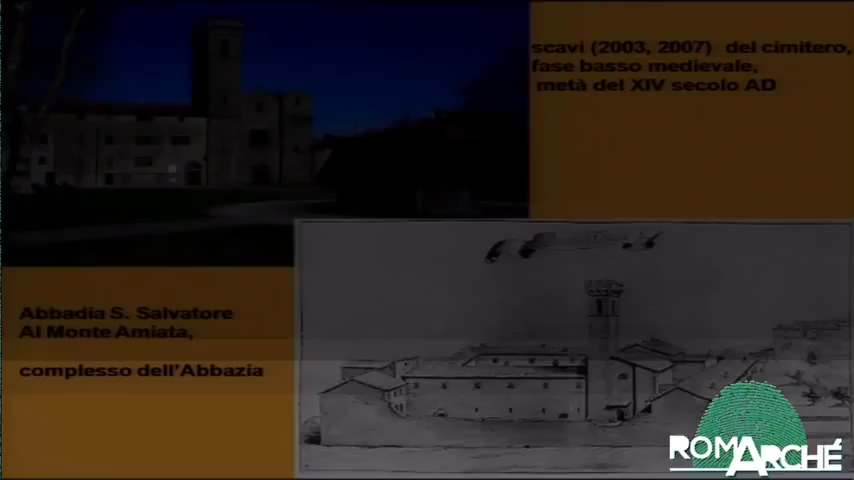 scavi (2003, 2007) del cimitero,
fase basso medievale,
metà del XIV secolo AD
Abbadia S. Salvatore
Al Monte Amiata,
complesso dell'Abbazia
ROMARCHÉ